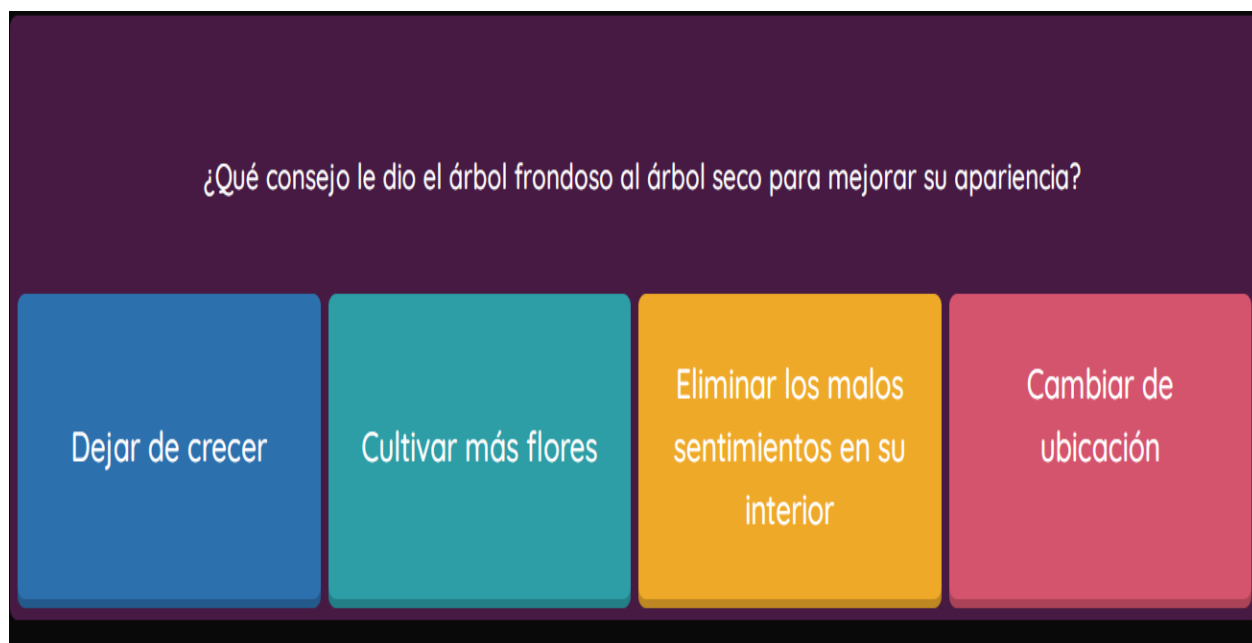 ¿Qué consejo le dio el árbol frondoso al árbol seco para mejorar su apariencia?
Dejar de crecer
Cultivar más flores
Eliminar los malos
sentimientos en su
interior
Cambiar de
ubicación